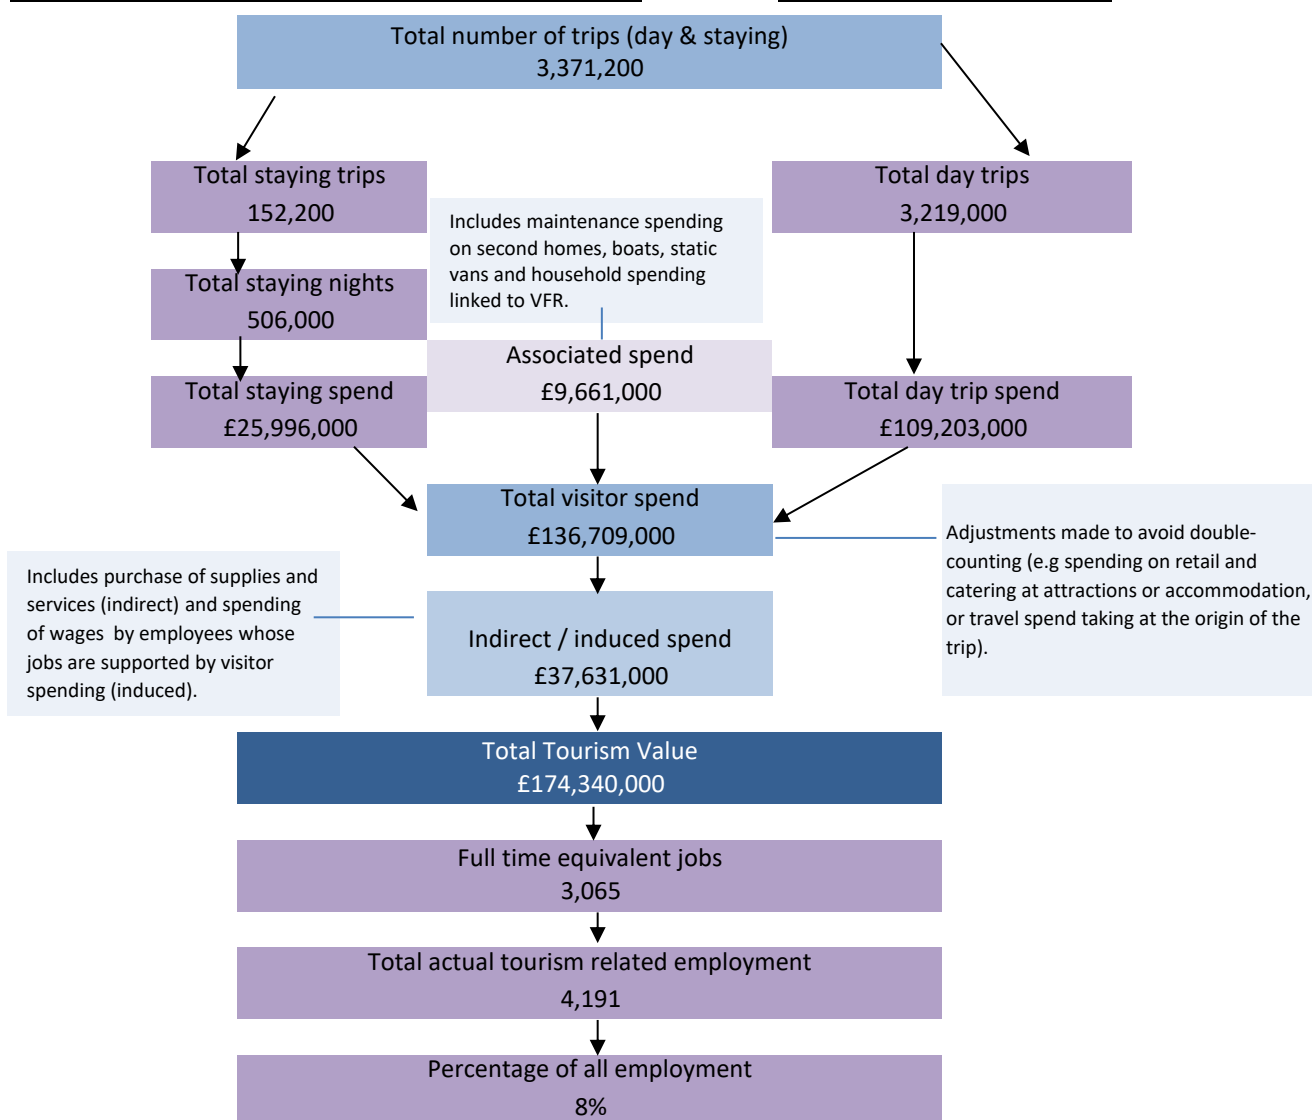 Total number of trips (day & staying)
3,371,200
Total staying trips
152,200
Total day trips
3,219,000
Includes maintenance spending
on second homes, boats, static
vans and household spending
linked to VFR.
Total staying nights
506,000
Associated spend
£9,661,000
Total staying spend
£25,996,000
Total day trip spend
£109,203,000
Total visitor spend
£136,709,000
Adjustments made to avoid double-
counting (e.g spending on retail and
catering at attractions or accommodation,
or travel spend taking at the origin of the
trip).
Includes purchase of supplies and
services (indirect) and spending
of wages by employees whose
jobs are supported by visitor
spending (induced).
Indirect / induced spend
£37,631,000
Total Tourism Value
£174,340,000
Full time equivalent jobs
3,065
Total actual tourism related employment
4,191
Percentage of all employment
8%